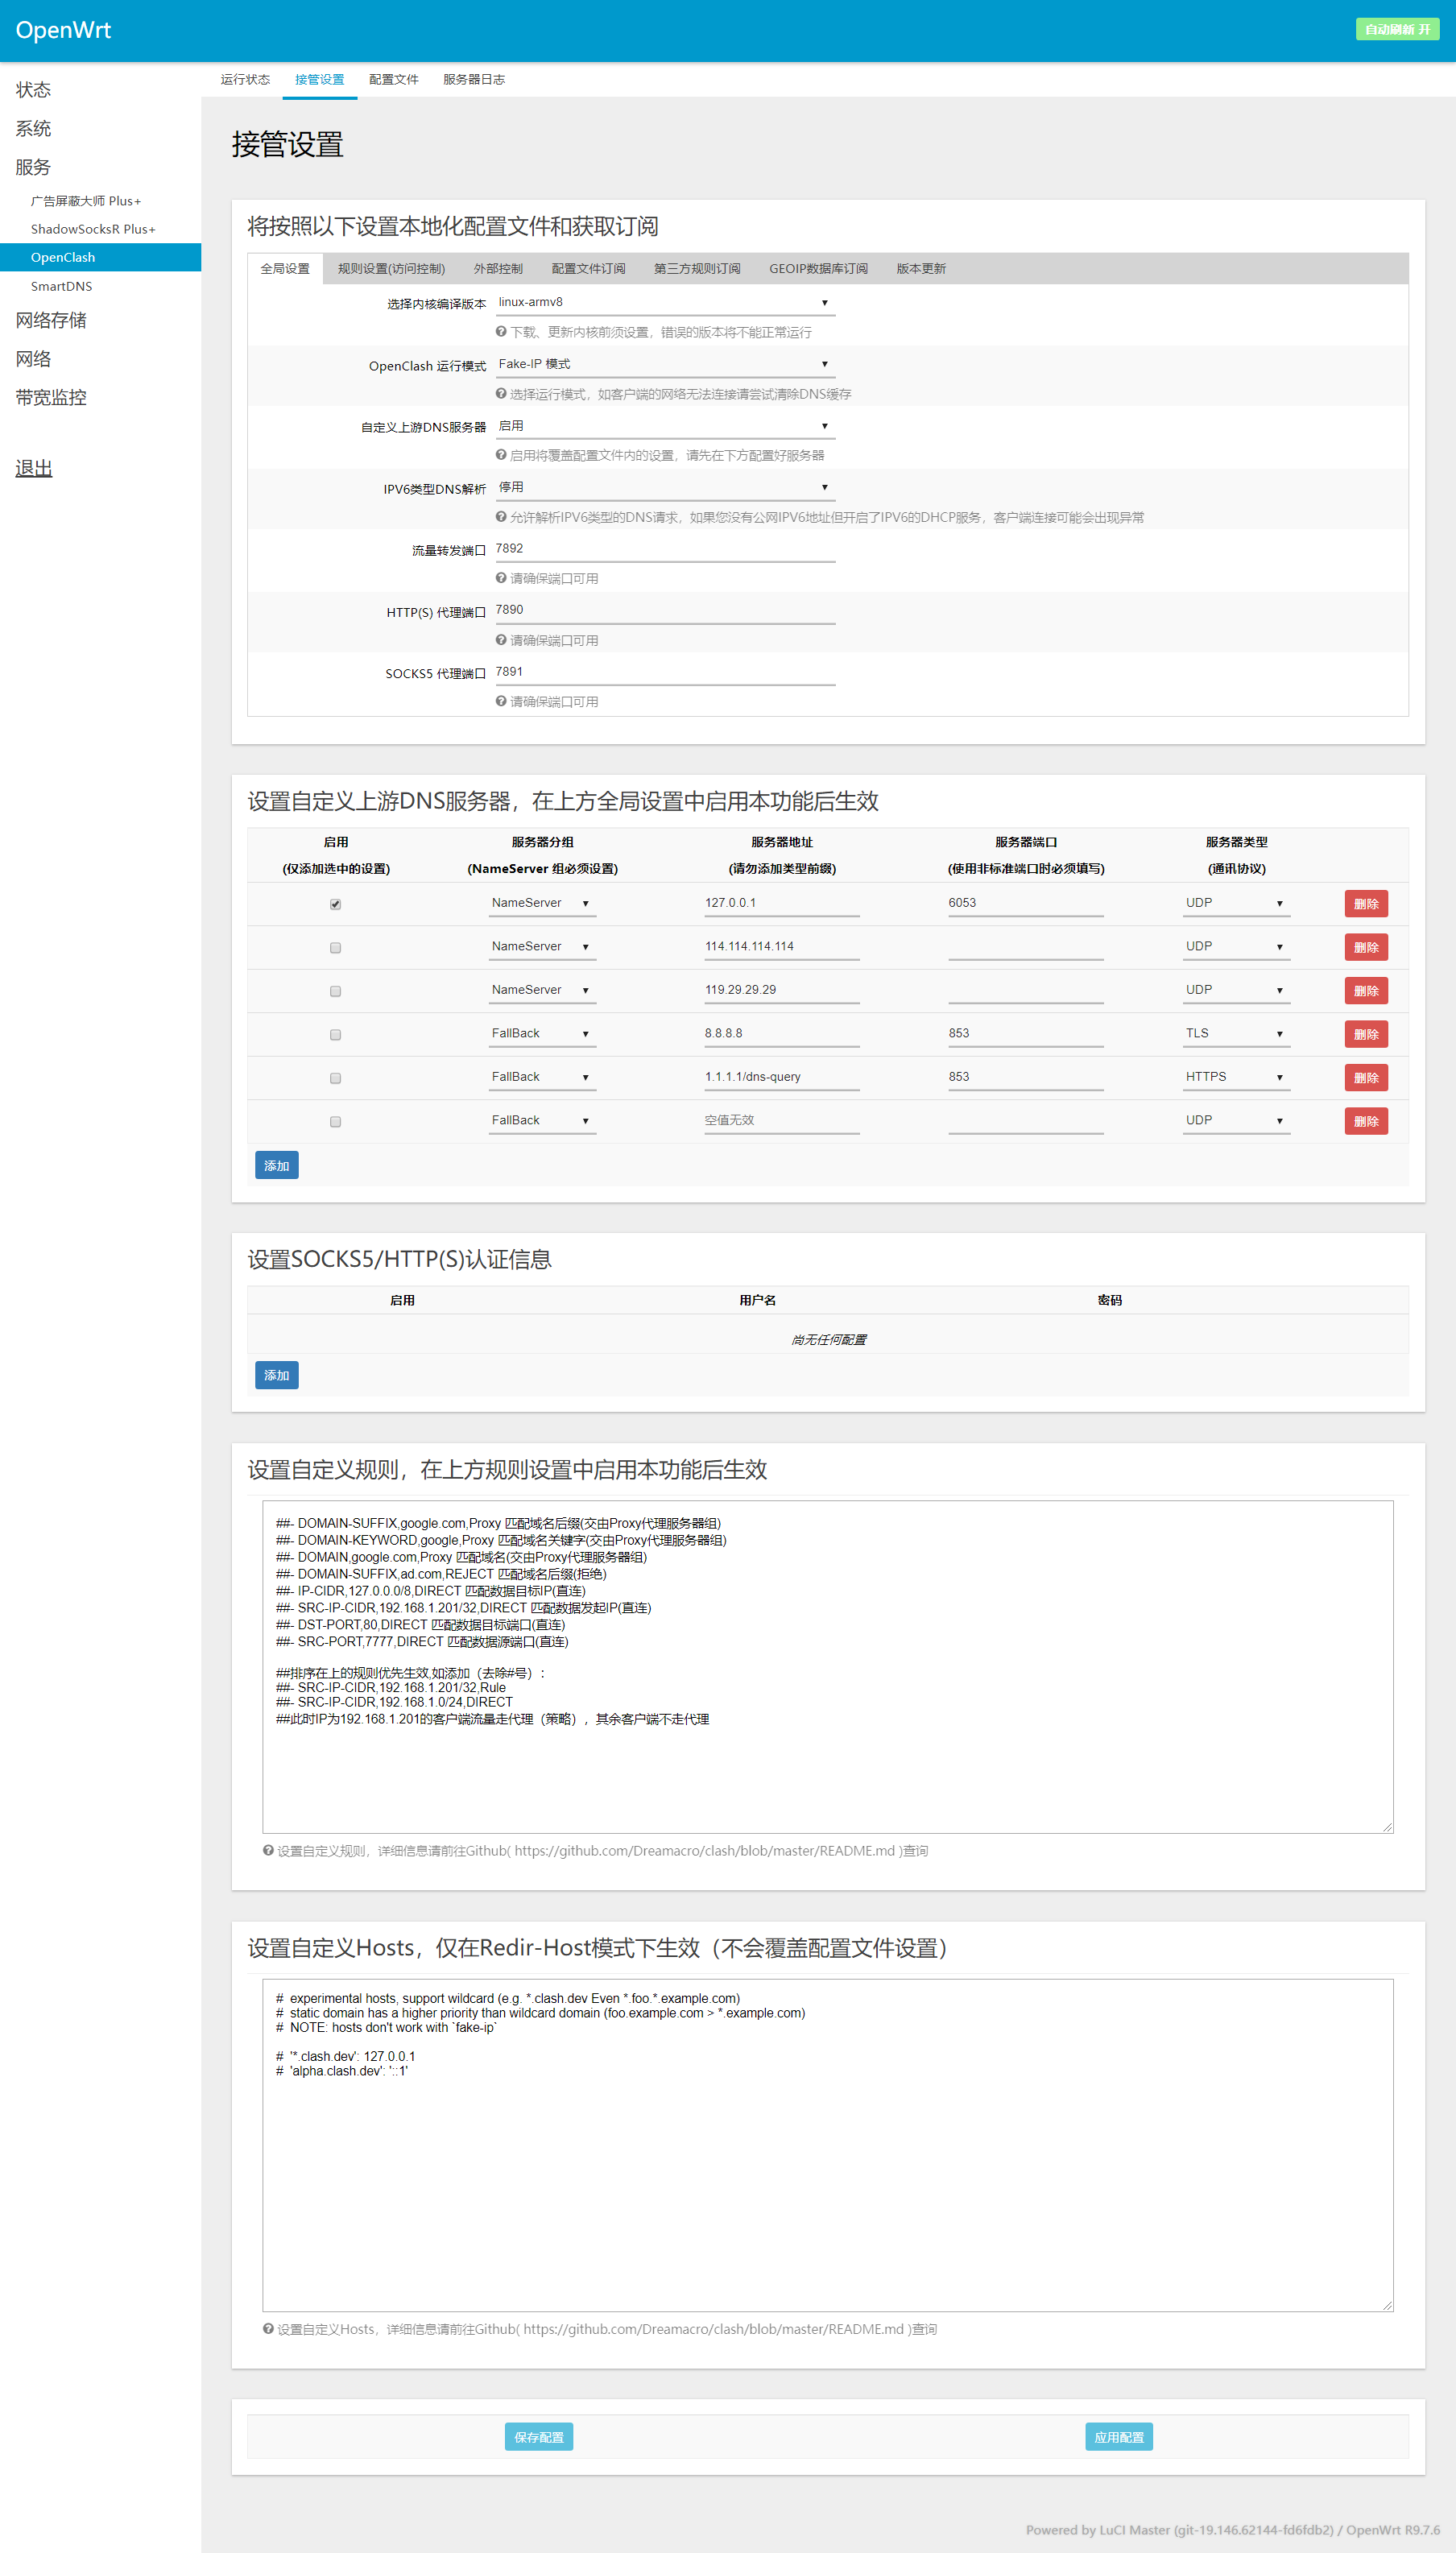 OpenWrt
自动刷新 开
状态
系统
服务
广告屏蔽大师 Plus+
ShadowSocksR Plus+
OpenClash
SmartDNS
网络存储
网络
带宽监控
退出
运行状态 接管设置 配置文件 服务器日志
接管设置
将按照以下设置本地化配置文件和获取订阅
全局设置 规则设置(访问控制) 外部控制 配置文件订阅 第三方规则订阅 GEOIP数据库订阅 版本更新
选择内核编译版本 linux-armv8
下载、更新内核前须设置，错误的版本将不能正常运行
OpenClash 运行模式 Fake-IP 模式
选择运行模式，如客户端的网络无法连接请尝试清除DNS缓存
自定义上游DNS服务器 启用
启用将覆盖配置文件内的设置，请先在下方配置好服务器
IPV6类型DNS解析 停用
允许解析IPV6类型的DNS请求，如果您没有公网IPV6地址但开启了IPV6的DHCP服务，客户端连接可能会出现异常
流量转发端口 7892
请确保端口可用
HTTP(S) 代理端口 7890
请确保端口可用
SOCKS5 代理端口 7891
请确保端口可用
设置自定义上游DNS服务器，在上方全局设置中启用本功能后生效
启用 服务器分组 服务器地址 服务器端口 服务器类型
(仅添加选中的设置) (NameServer 组必须设置) (请勿添加类型前缀) (使用非标准端口时必须填写) (通讯协议)
NameServer 127.0.0.1 6053 UDP 删除
NameServer 114.114.114.114 UDP 删除
NameServer 119.29.29.29 UDP 删除
FallBack 8.8.8.8 853 TLS 删除
FallBack 1.1.1.1/dns-query 853 HTTPS 删除
FallBack 空值无效 UDP 删除
添加
设置SOCKS5/HTTP(S)认证信息
启用 用户名 密码
尚无任何配置
添加
设置自定义规则，在上方规则设置中启用本功能后生效
##- DOMAIN-SUFFIX,google.com,Proxy 匹配域名后缀(交由Proxy代理服务器组)
##- DOMAIN-KEYWORD,google,Proxy 匹配域名关键字(交由Proxy代理服务器组)
##- DOMAIN,google.com,Proxy 匹配域名(交由Proxy代理服务器组)
##- DOMAIN-SUFFIX,ad.com,REJECT 匹配域名后缀(拒绝)
##- IP-CIDR,127.0.0.0/8,DIRECT 匹配数据目标IP(直连)
##- SRC-IP-CIDR,192.168.1.201/32,DIRECT 匹配数据发起IP(直连)
##- DST-PORT,80,DIRECT 匹配数据目标端口(直连)
##- SRC-PORT,7777,DIRECT 匹配数据源端口(直连)
##排序在上的规则优先生效,如添加（去除#号）：
##- SRC-IP-CIDR,192.168.1.201/32,Rule
##- SRC-IP-CIDR,192.168.1.0/24,DIRECT
##此时IP为192.168.1.201的客户端流量走代理（策略），其余客户端不走代理
设置自定义规则，详细信息请前往Github( https://github.com/Dreamacro/clash/blob/master/README.md )查询
设置自定义Hosts，仅在Redir-Host模式下生效（不会覆盖配置文件设置）
# experimental hosts, support wildcard (e.g. *.clash.dev Even *.foo.*.example.com)
# static domain has a higher priority than wildcard domain (foo.example.com > *.example.com)
# NOTE: hosts don't work with `fake-ip`
# '*.clash.dev': 127.0.0.1
# 'alpha.clash.dev': '::1'
设置自定义Hosts，详细信息请前往Github( https://github.com/Dreamacro/clash/blob/master/README.md )查询
保存配置 应用配置
Powered by LuCI Master (git-19.146.62144-fd6fdb2) / OpenWrt R9.7.6